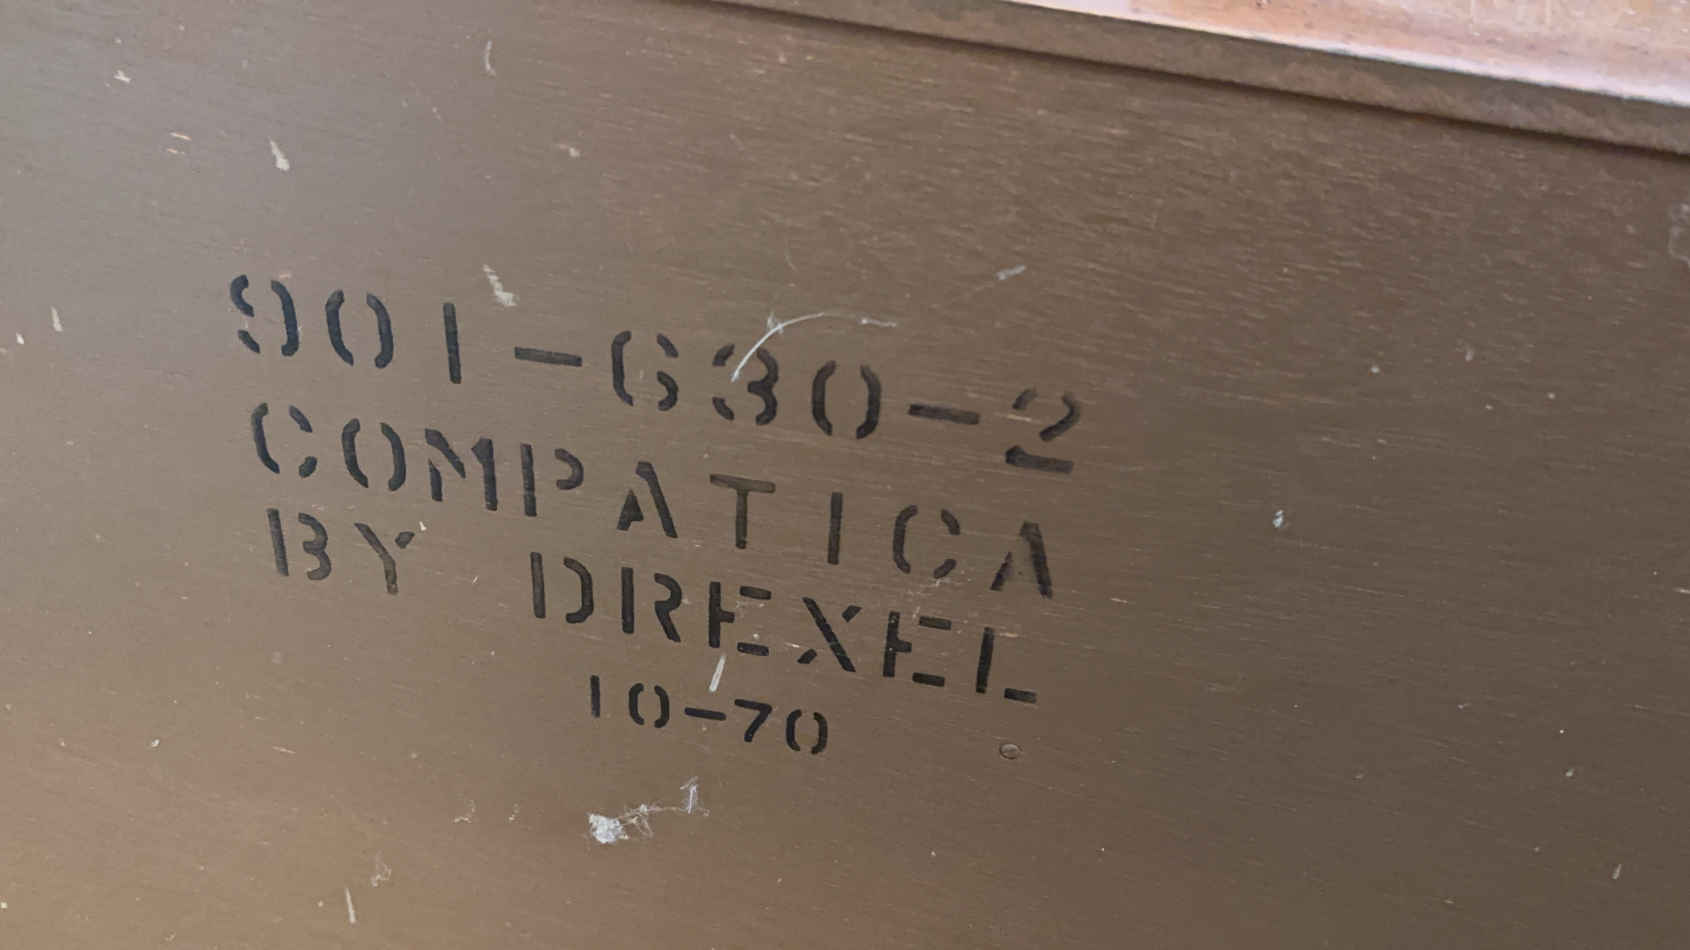 901-630-2
COMPATICA
BY DREXEL
10-70